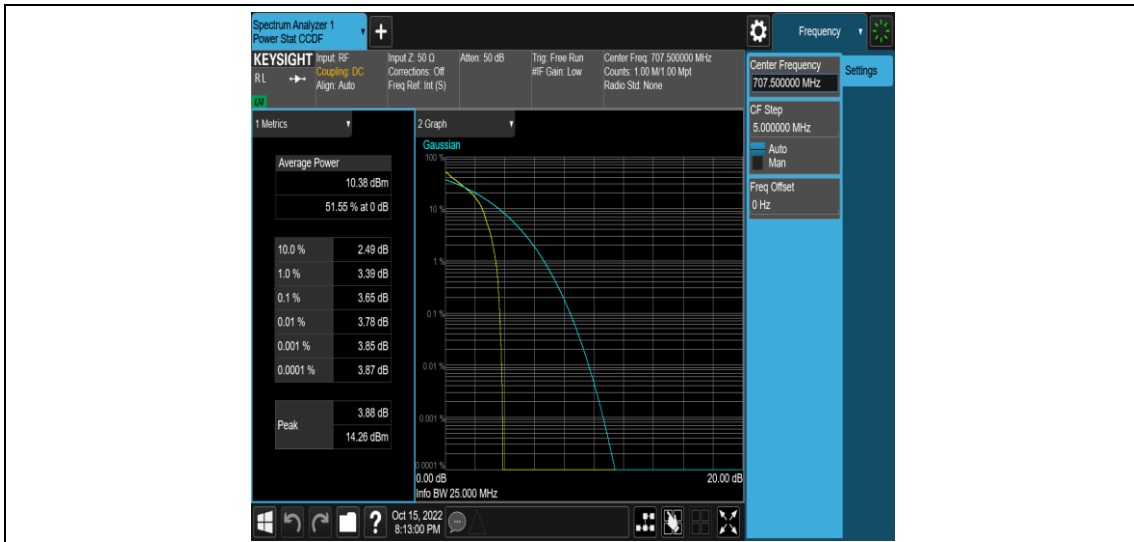 Spectrum Analyzer 1
Power Stat CCDF
Frequency
KEYSIGHT
RL
Input: RF
Coupling: DC
Align: Auto
Input Z: 50 Ω
Corrections: Off
Freq Ref: Int (S)
Atten: 50 dB
Trig: Free Run
#IF Gain: Low
Center Freq: 707.500000 MHz
Counts: 1.00 M/1.00 Mpt
Radio Std: None
Center Frequency
707.500000 MHz
Settings
CF Step
5.000000 MHz
Auto
Man
Freq Offset
0 Hz
1 Metrics
Average Power
10.38 dBm
51.55 % at 0 dB
10.0 % 2.49 dB
1.0 % 3.39 dB
0.1 % 3.65 dB
0.01 % 3.78 dB
0.001 % 3.85 dB
0.0001 % 3.87 dB
Peak
3.88 dB
14.26 dBm
2 Graph
Gaussian
100 %
10 %
1 %
0.1 %
0.01 %
0.001 %
0.0001 %
0.00 dB
20.00 dB
Info BW 25.000 MHz
?
Oct 15, 2022
8:13:00 PM